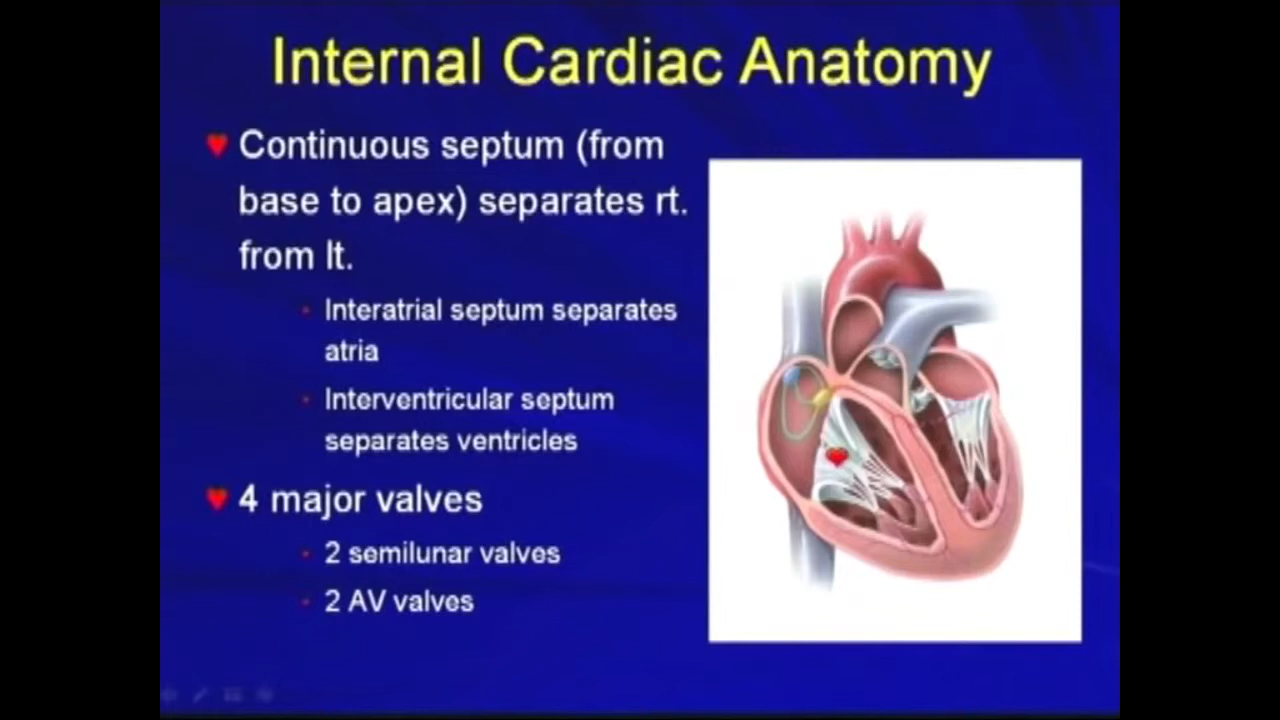 Internal Cardiac Anatomy
Continuous septum (from
base to apex) separates rt.
from lt.
Interatrial septum separates
atria
Interventricular septum
separates ventricles
4 major valves
2 semilunar valves
2 AV valves